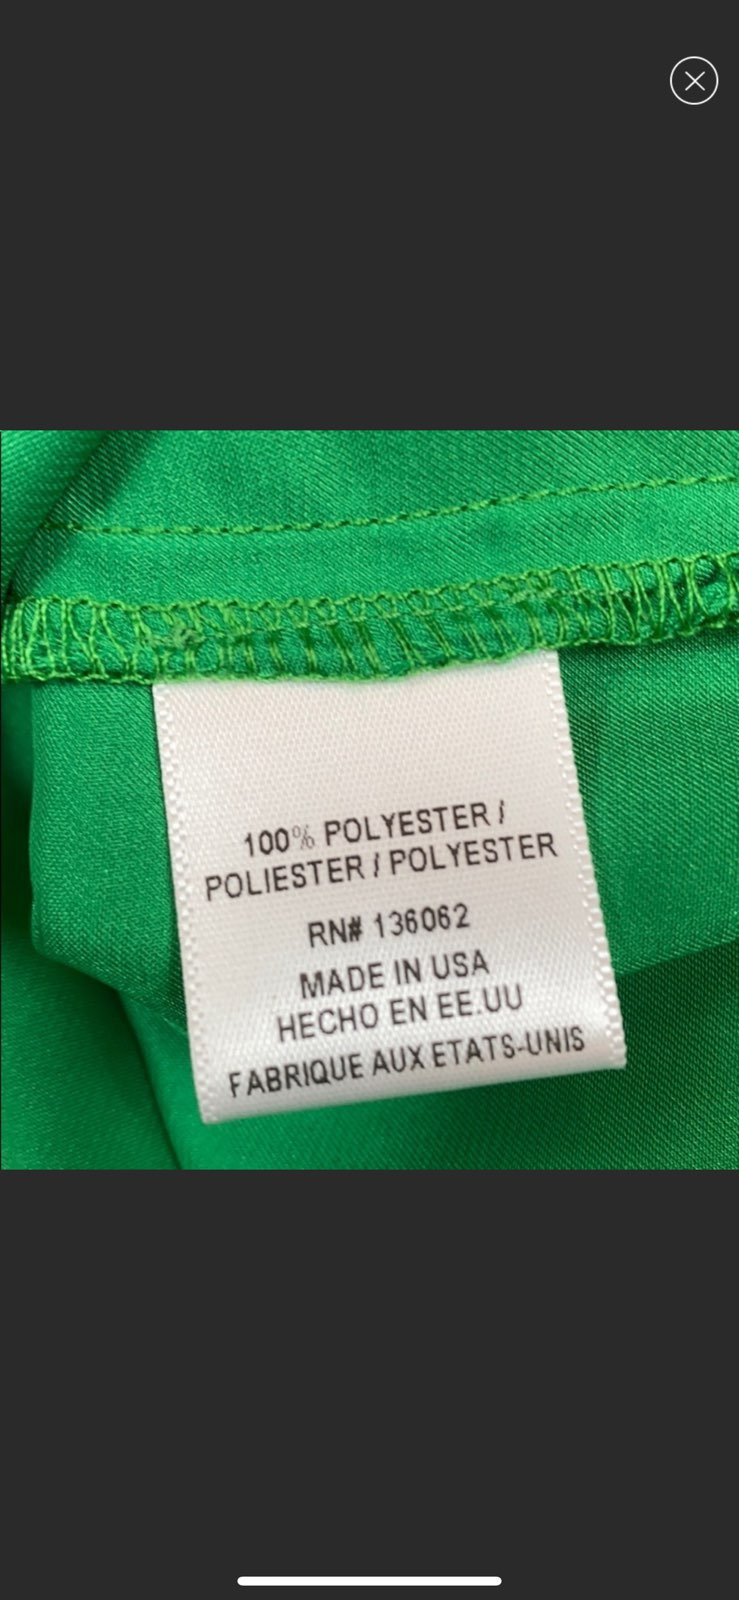 100% POLYESTER /
POLIESTER / POLYESTER
RN# 136062
MADE IN USA
HECHO EN EE.UU
FABRIQUE AUX ETATS-UNIS